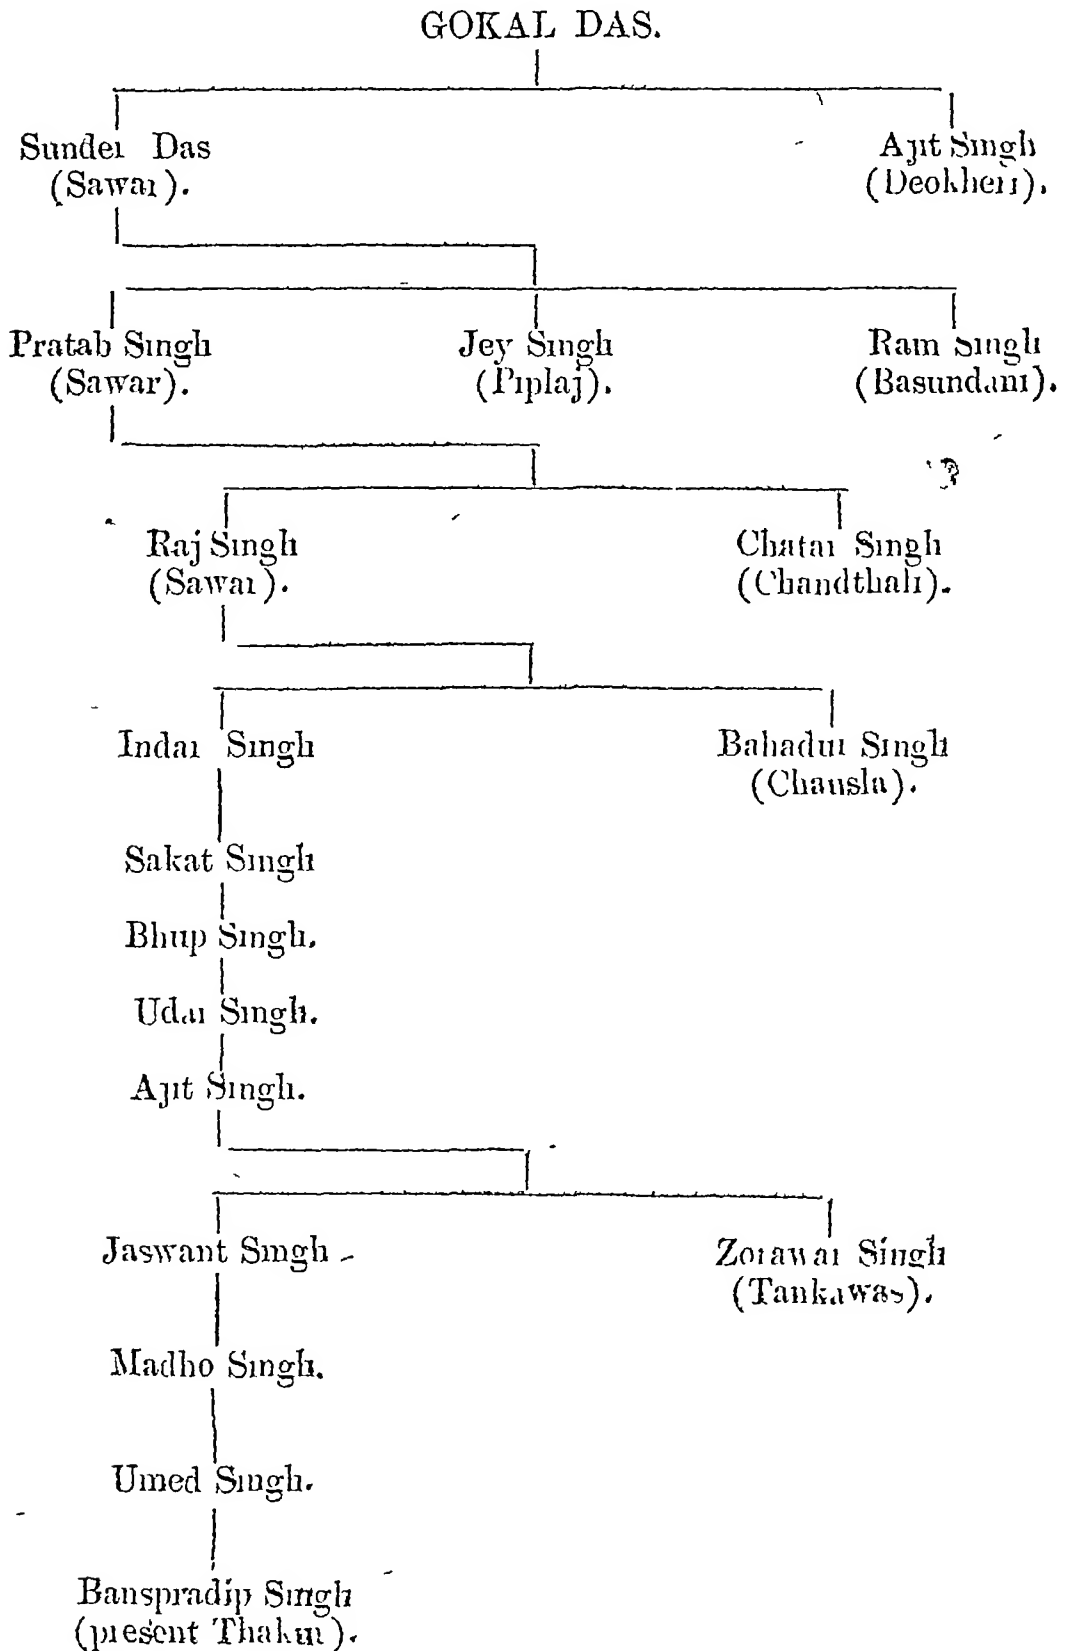 GOKAL DAS.
Sunder Das
(Sawar).
Ajit Singh
(Deokheri).
Pratab Singh
(Sawar).
Jey Singh
(Piplaj).
Ram Singh
(Basundani).
Raj Singh
(Sawar).
Chatar Singh
(Chandthali).
Indar Singh
Bahadur Singh
(Chausla).
Sakat Singh
Bhup Singh.
Udai Singh.
Ajit Singh.
Jaswant Singh
Zorawar Singh
(Tankawas).
Madho Singh.
Umed Singh.
Banspradip Singh
(present Thakur).